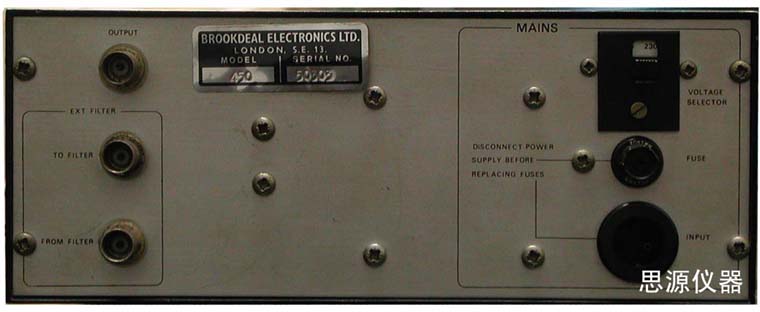 OUTPUT
BROOKDEAL ELECTRONICS LTD.
LONDON, S.E. 13.
MODEL SERIAL NO.
450 50505
MAINS
230
VOLTAGE
SELECTOR
EXT FILTER
TO FILTER
DISCONNECT POWER
SUPPLY BEFORE
REPLACING FUSES
FUSE
FROM FILTER
INPUT
思源仪器